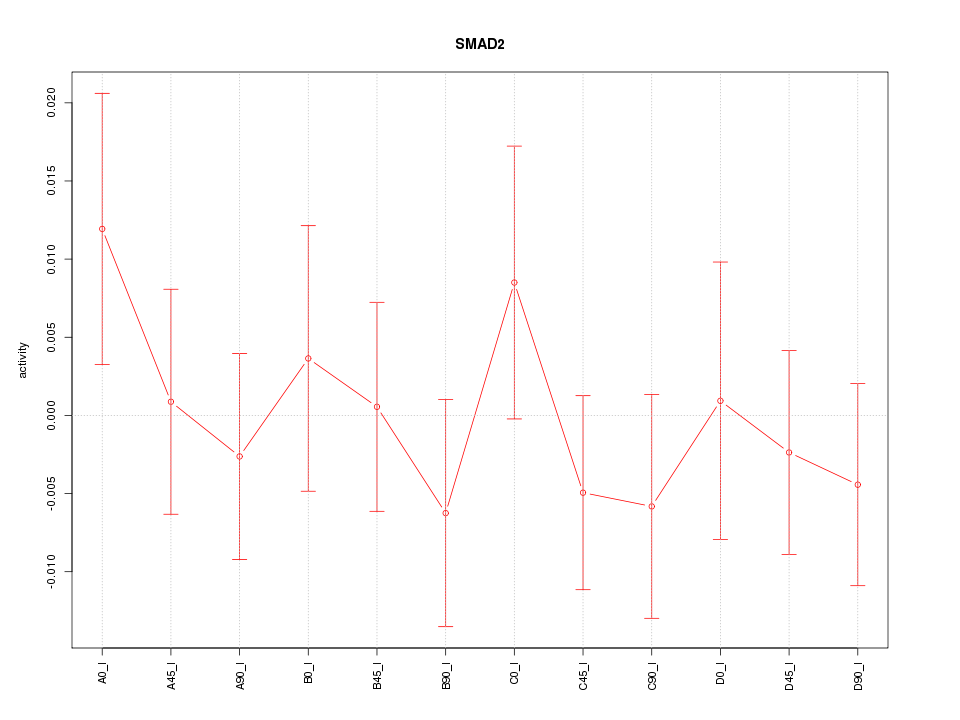 SMAD2
activity
0.020
0.015
0.010
0.005
0.000
-0.005
-0.010
A0_I
A45_I
A90_I
B0_I
B45_I
B90_I
C0_I
C45_I
C90_I
D0_I
D45_I
D90_I